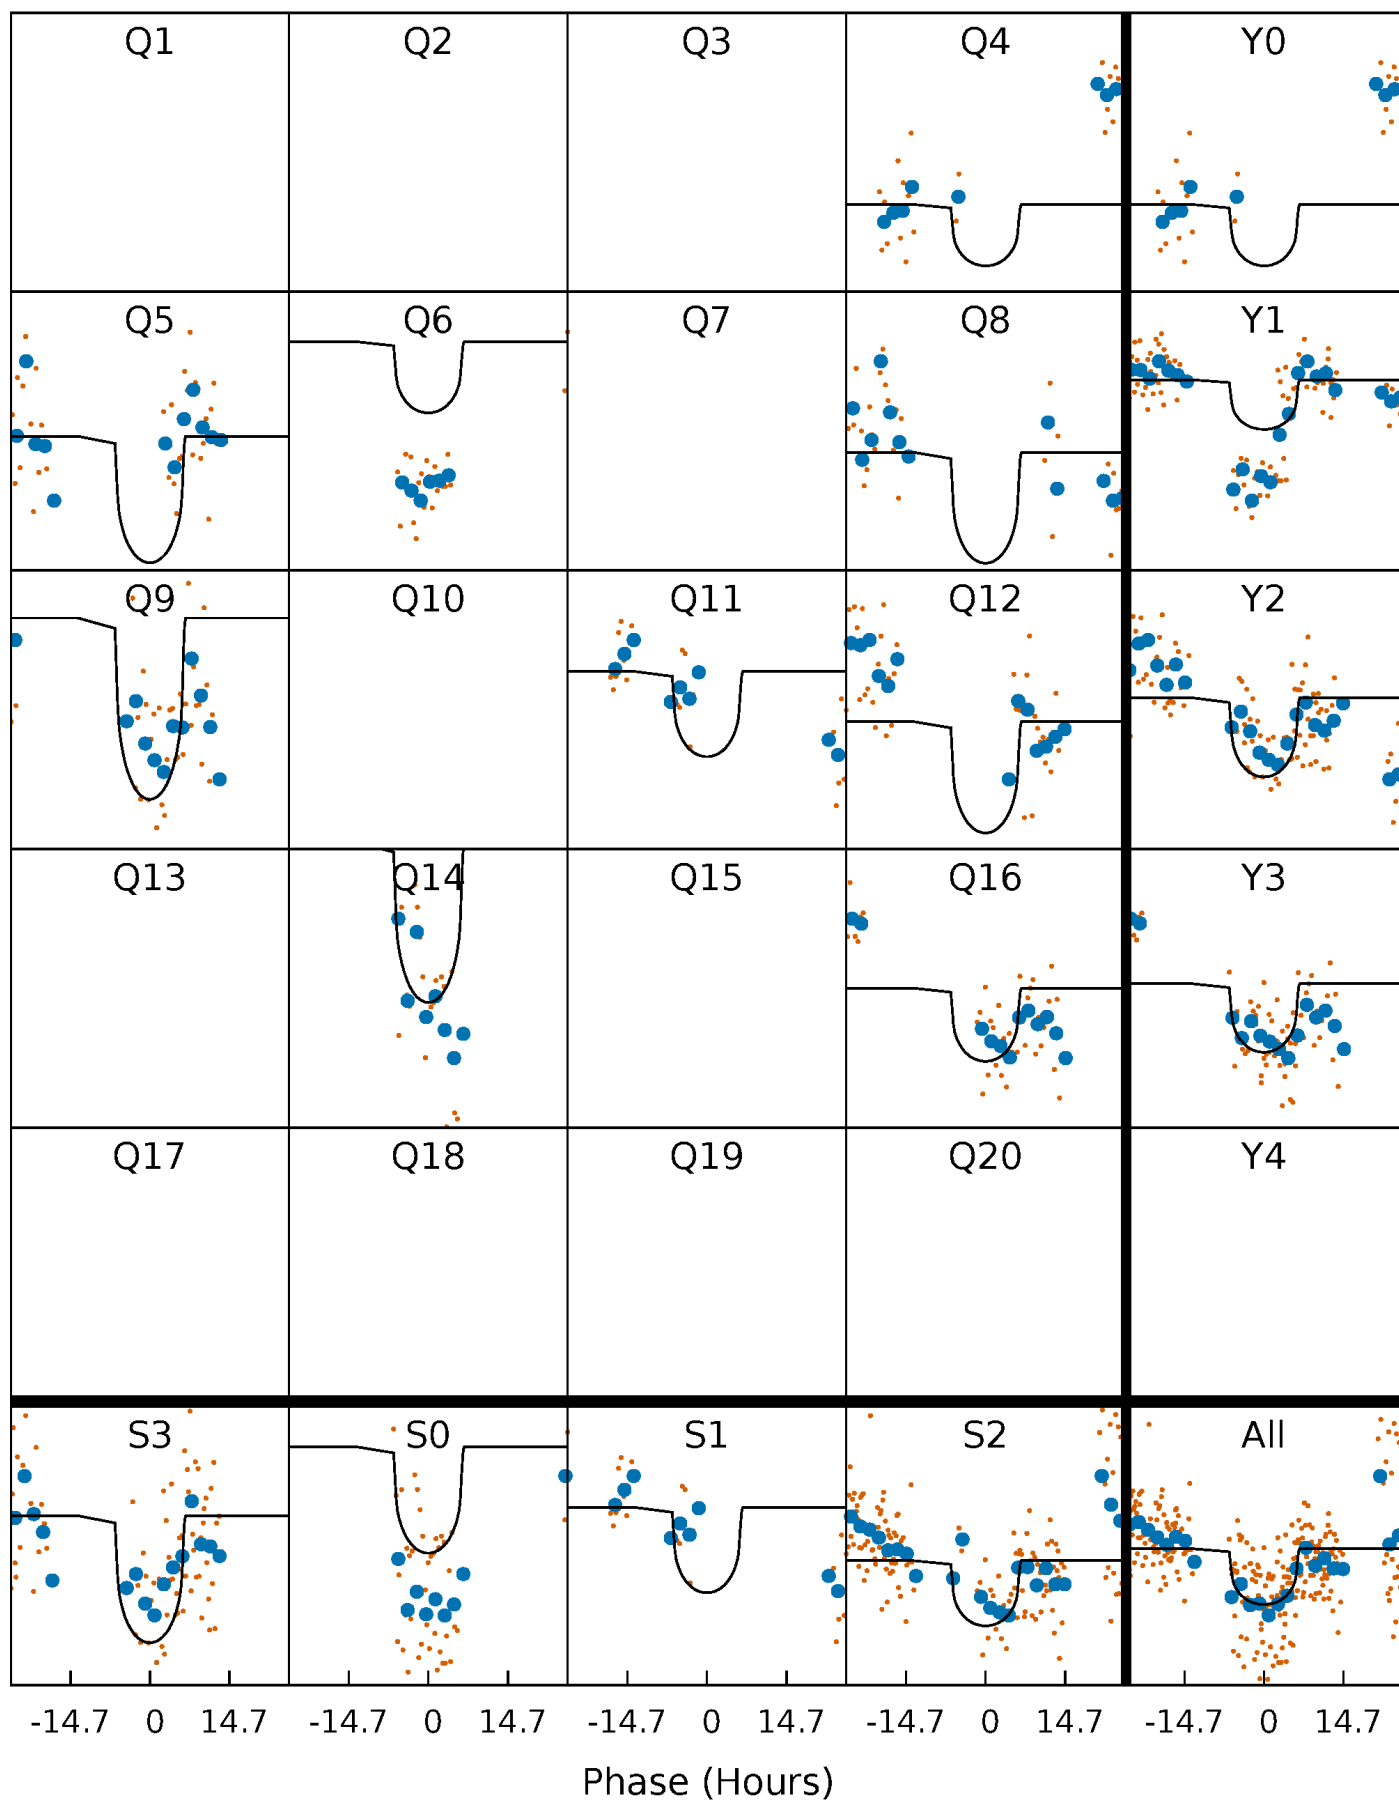 Q1 Q2 Q3 Q4 Y0
Q5 Q6 Q7 Q8 Y1
Q9 Q10 Q11 Q12 Y2
Q13 Q14 Q15 Q16 Y3
Q17 Q18 Q19 Q20 Y4
S3 S0 S1 S2 All
-14.7 0 14.7 -14.7 0 14.7 -14.7 0 14.7 -14.7 0 14.7 -14.7 0 14.7
Phase (Hours)